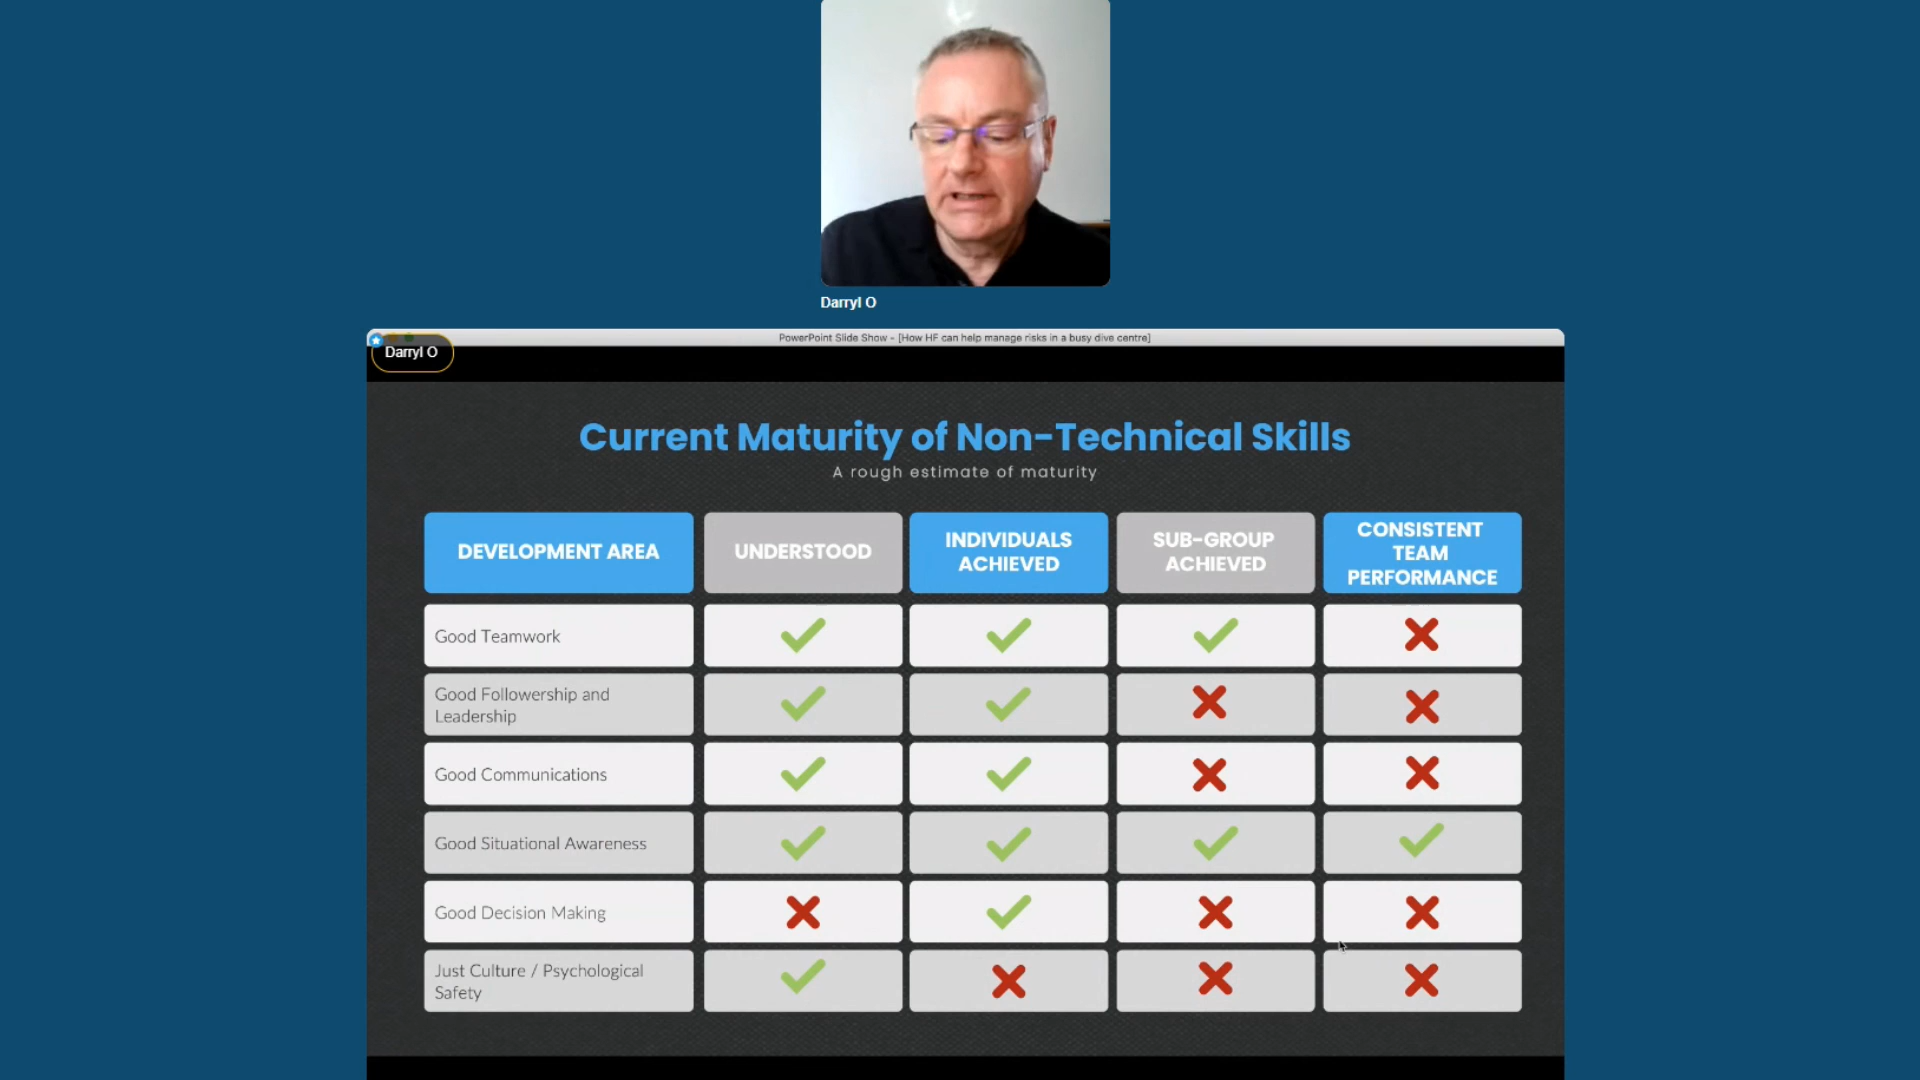 Darryl O
PowerPoint Slide Show - [How HF can help manage risks in a busy dive centre]
Darryl O
Current Maturity of Non-Technical Skills
A rough estimate of maturity
DEVELOPMENT AREA
UNDERSTOOD
INDIVIDUALS
ACHIEVED
SUB-GROUP
ACHIEVED
CONSISTENT
TEAM
PERFORMANCE
Good Teamwork
Good Followership and
Leadership
Good Communications
Good Situational Awareness
Good Decision Making
Just Culture / Psychological
Safety